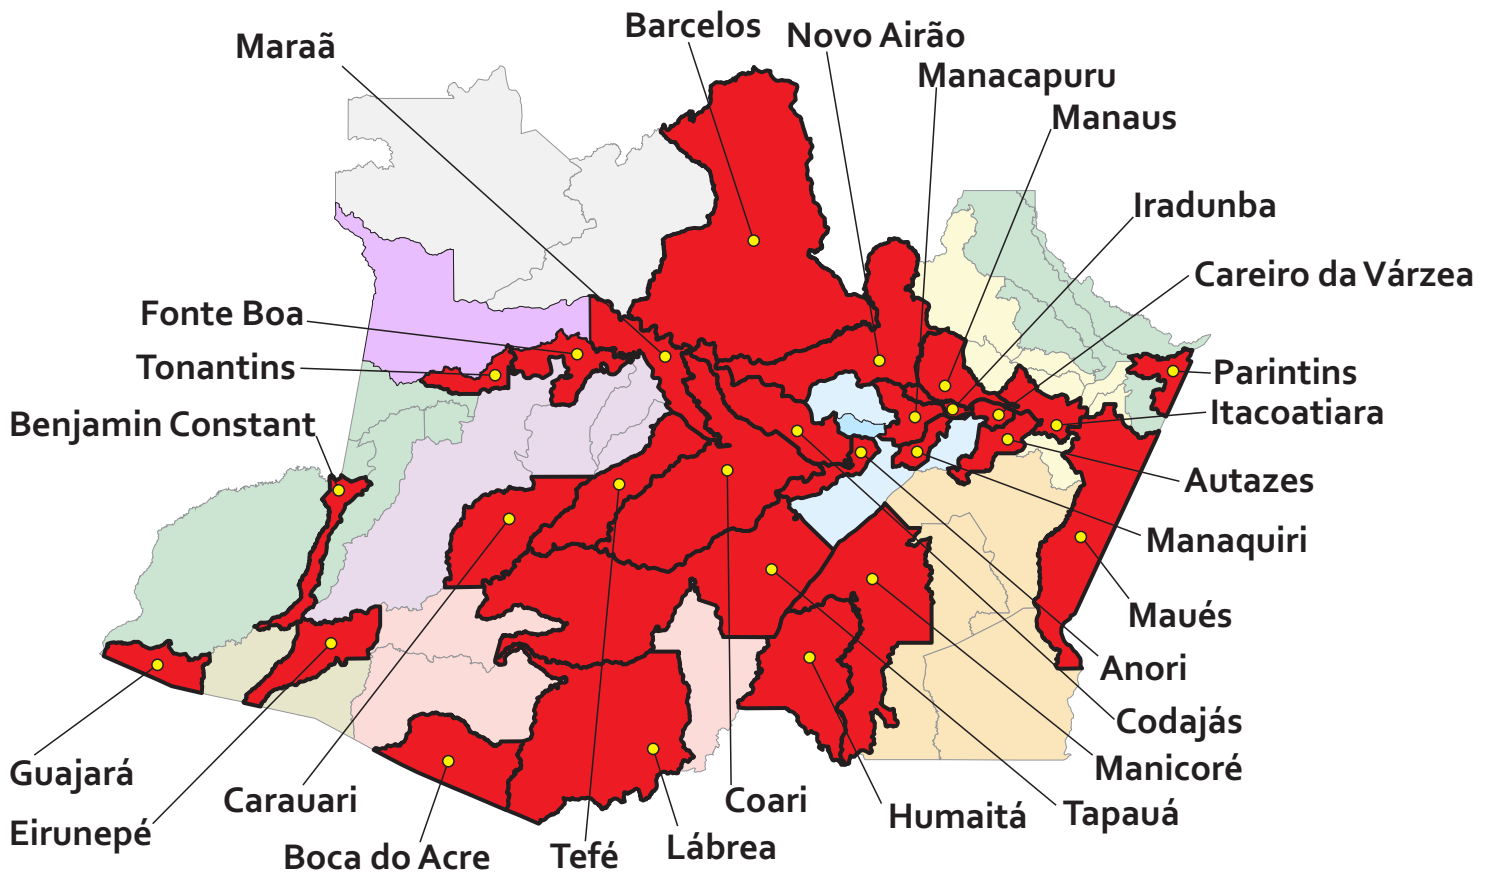 Barcelos
Novo Airão
Maraã
Manacapuru
Manaus
Iradunba
Careiro da Várzea
Fonte Boa
Tonantins
Parintins
Itacoatiara
Benjamin Constant
Autazes
Manaquiri
Maués
Anori
Codajás
Manicoré
Guajará
Carauari
Coari
Humaitá
Tapauá
Eirunepé
Boca do Acre
Tefé
Lábrea